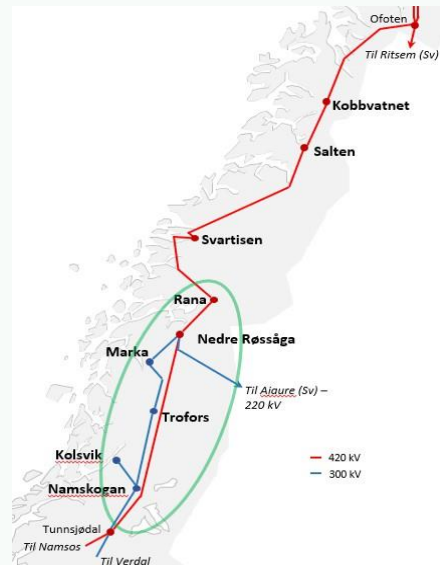 Ofoten
Til Ritsem (Sv)
Kobbvatnet
Salten
Svartisen
Rana
Nedre Røssåga
Marka
Til Ajaure (Sv) –
220 kV
Trofors
Kolsvik
420 kV
300 kV
Namskogan
Tunnsjødal
Til Namsos
Til Verdal